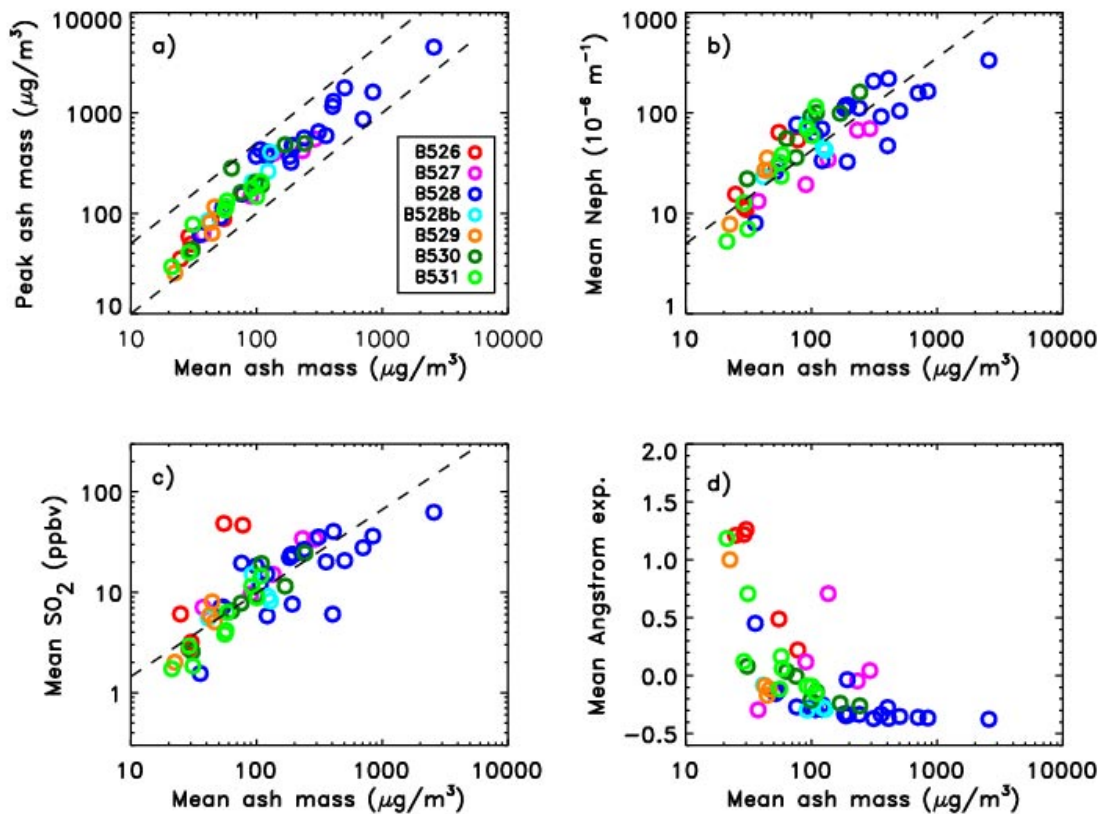 a)
Peak ash mass (μg/m³)
10000
1000
100
10
10 100 1000 10000
Mean ash mass (μg/m³)
B526
B527
B528
B528b
B529
B530
B531
b)
Mean Neph (10⁻⁶ m⁻¹)
1000
100
10
1
10 100 1000 10000
Mean ash mass (μg/m³)
c)
Mean SO₂ (ppbv)
100
10
1
10 100 1000 10000
Mean ash mass (μg/m³)
d)
Mean Angstrom exp.
2.0
1.5
1.0
0.5
−0.0
−0.5
10 100 1000 10000
Mean ash mass (μg/m³)